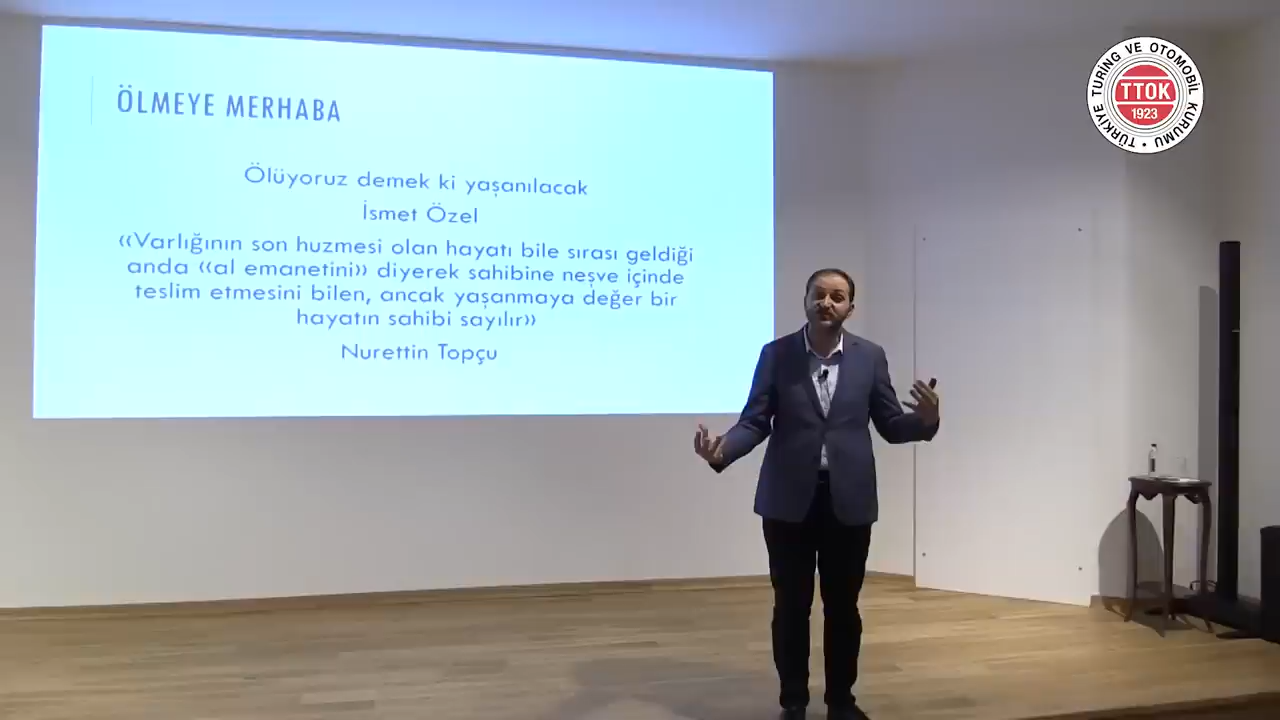 ÖLMEYE MERHABA
Ölüyoruz demek ki yaşanılacak
İsmet Özel
‹‹Varlığının son huzmesi olan hayatı bile sırası geldiği
anda ‹‹al emanetini›› diyerek sahibine neşve içinde
teslim etmesini bilen, ancak yaşanmaya değer bir
hayatın sahibi sayılır››
Nurettin Topçu
TÜRKİYE TURİNG VE OTOMOBİL KURUMU •
TTOK
1923